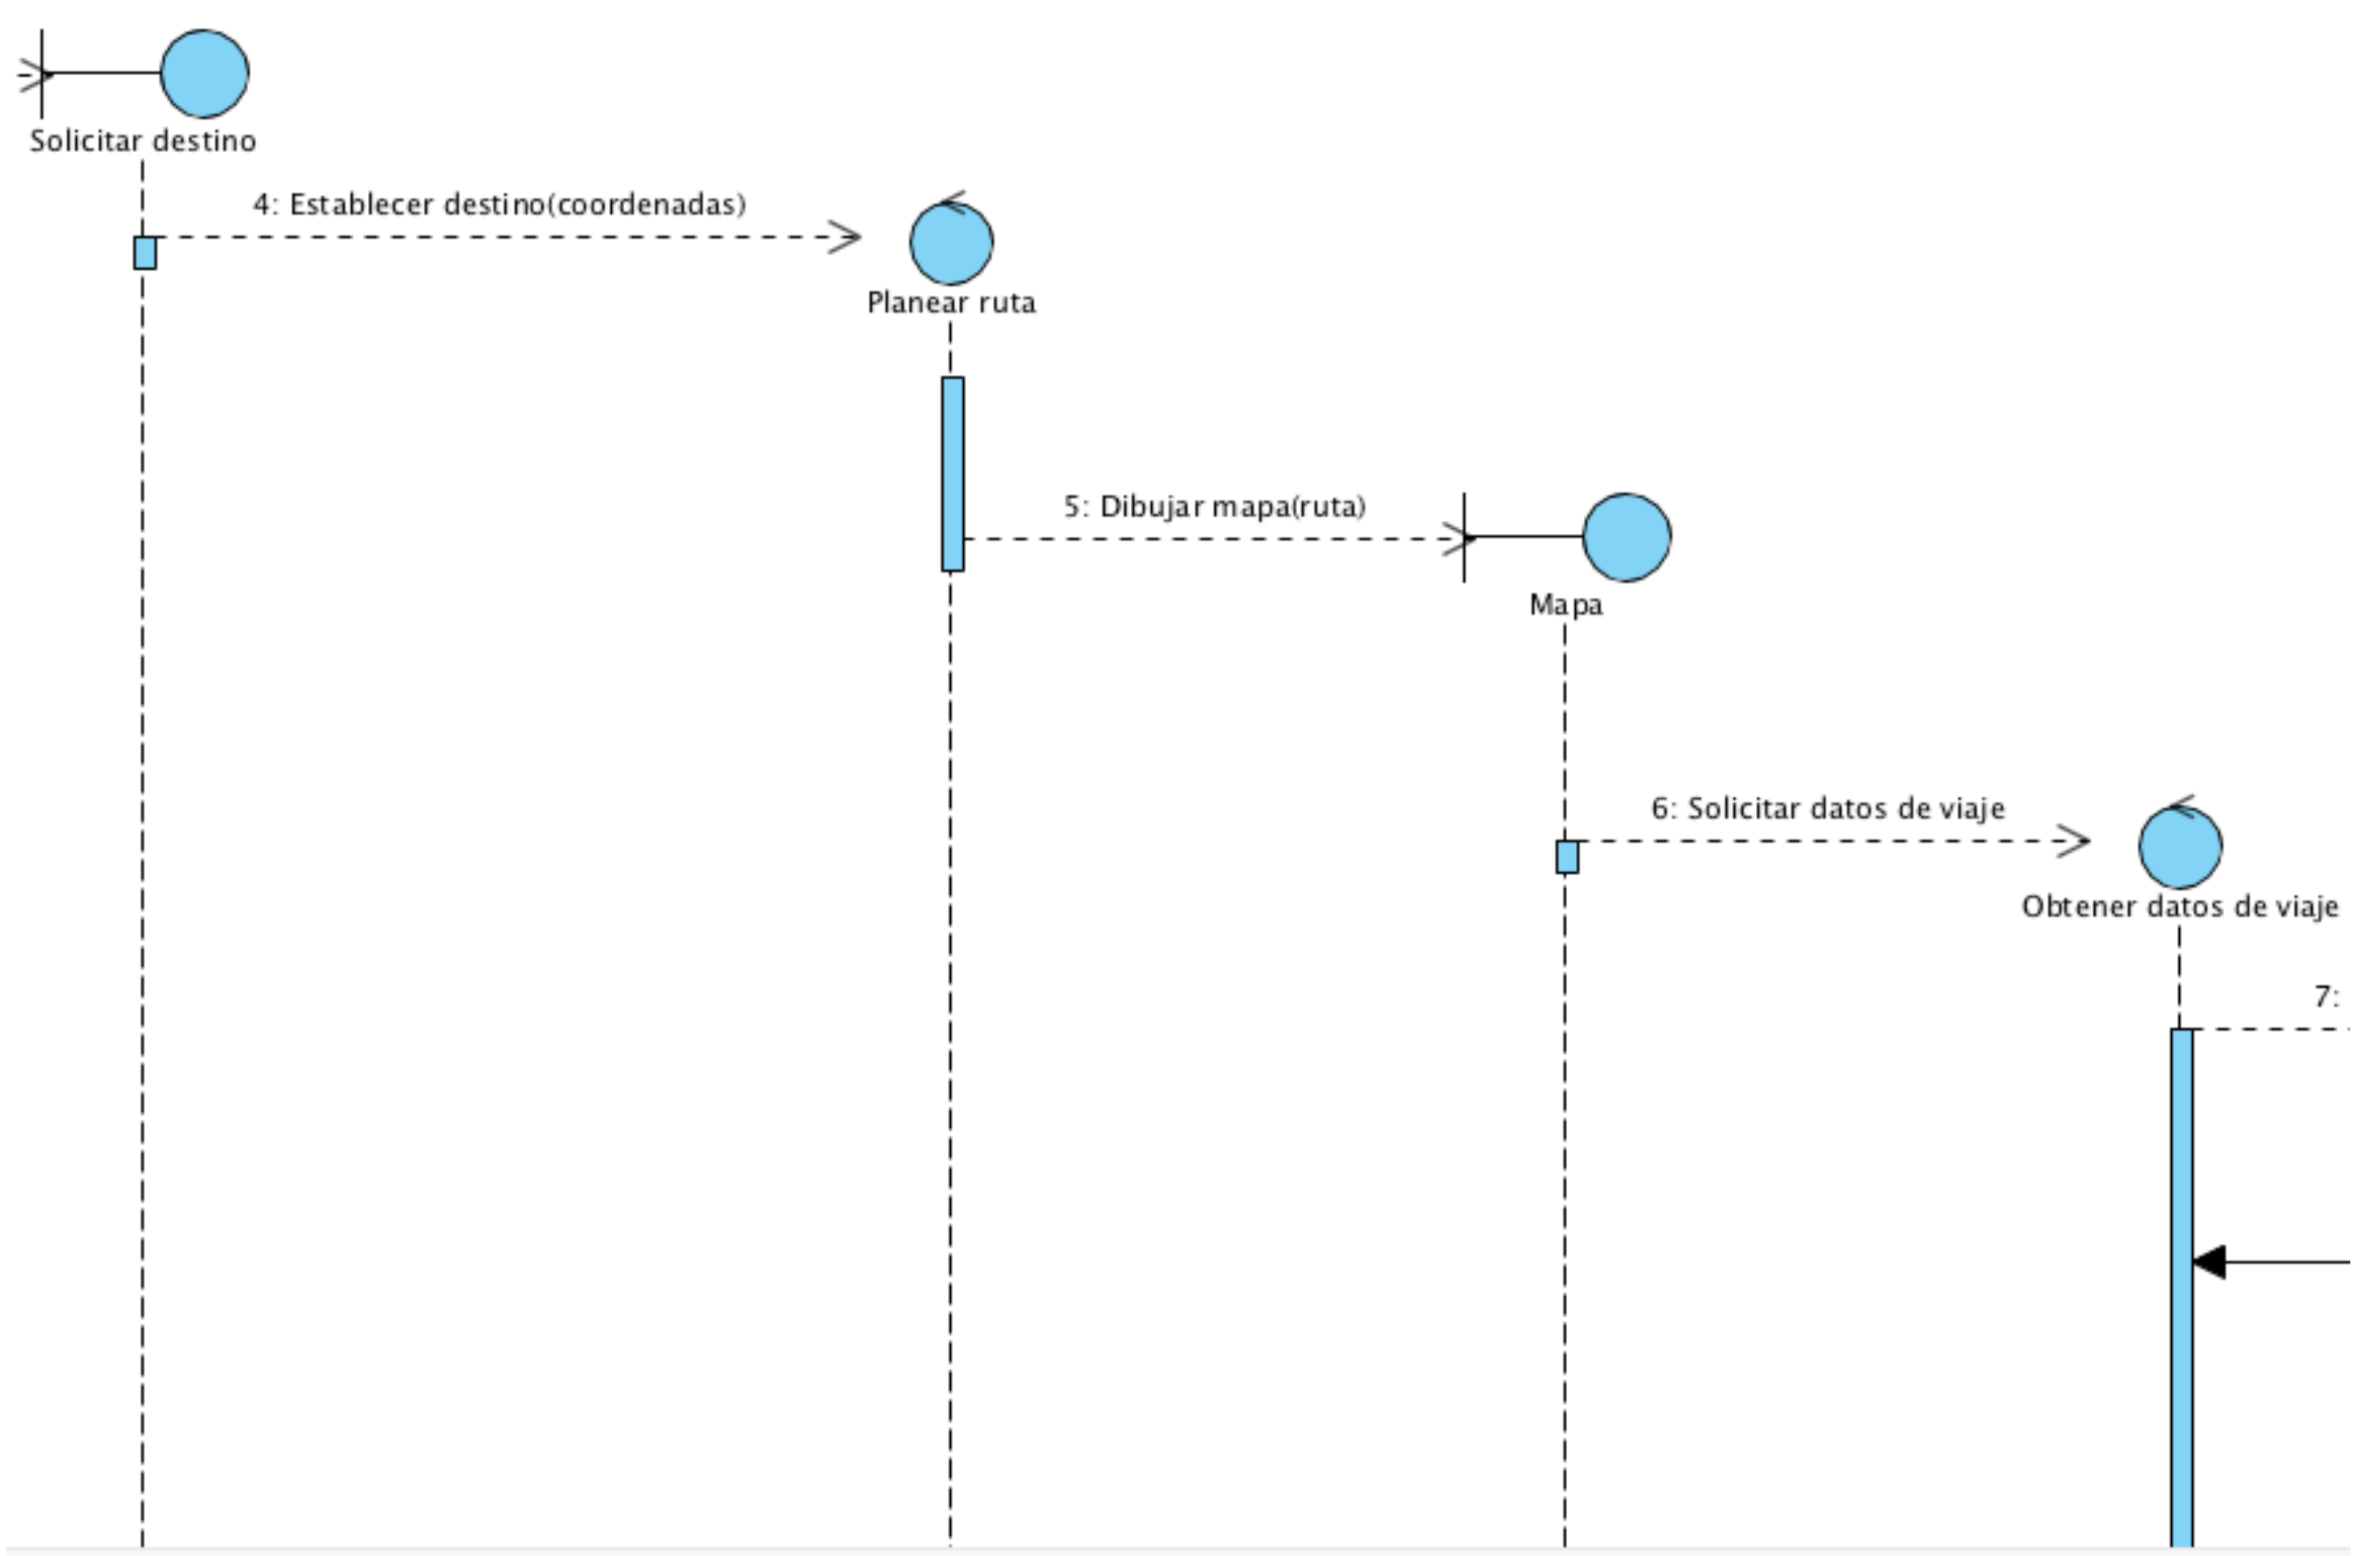 Solicitar destino
4: Establecer destino(coordenadas)
Planear ruta
5: Dibujar mapa(ruta)
Mapa
6: Solicitar datos de viaje
Obtener datos de viaje
7: